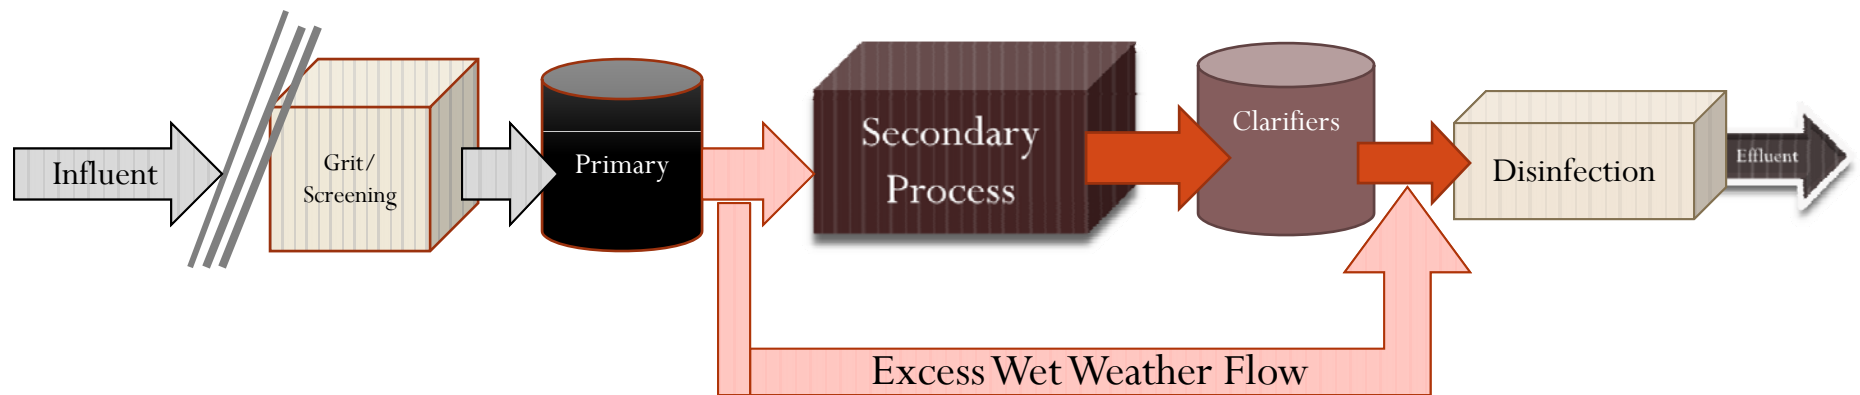 Influent
Grit/
Screening
Primary
Secondary
Process
Clarifiers
Disinfection
Effluent
Excess Wet Weather Flow